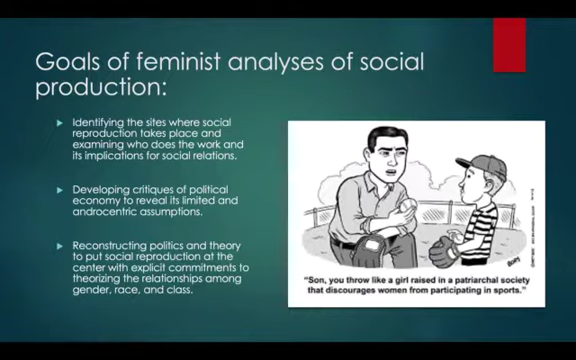 Goals of feminist analyses of social
production:
Identifying the sites where social
reproduction takes place and
examining who does the work and
its implications for social relations.
Developing critiques of political
economy to reveal its limited and
androcentric assumptions.
Reconstructing politics and theory
to put social reproduction at the
center with explicit commitments to
theorizing the relationships among
gender, race, and class.
"Son, you throw like a girl raised in a patriarchal society
that discourages women from participating in sports."